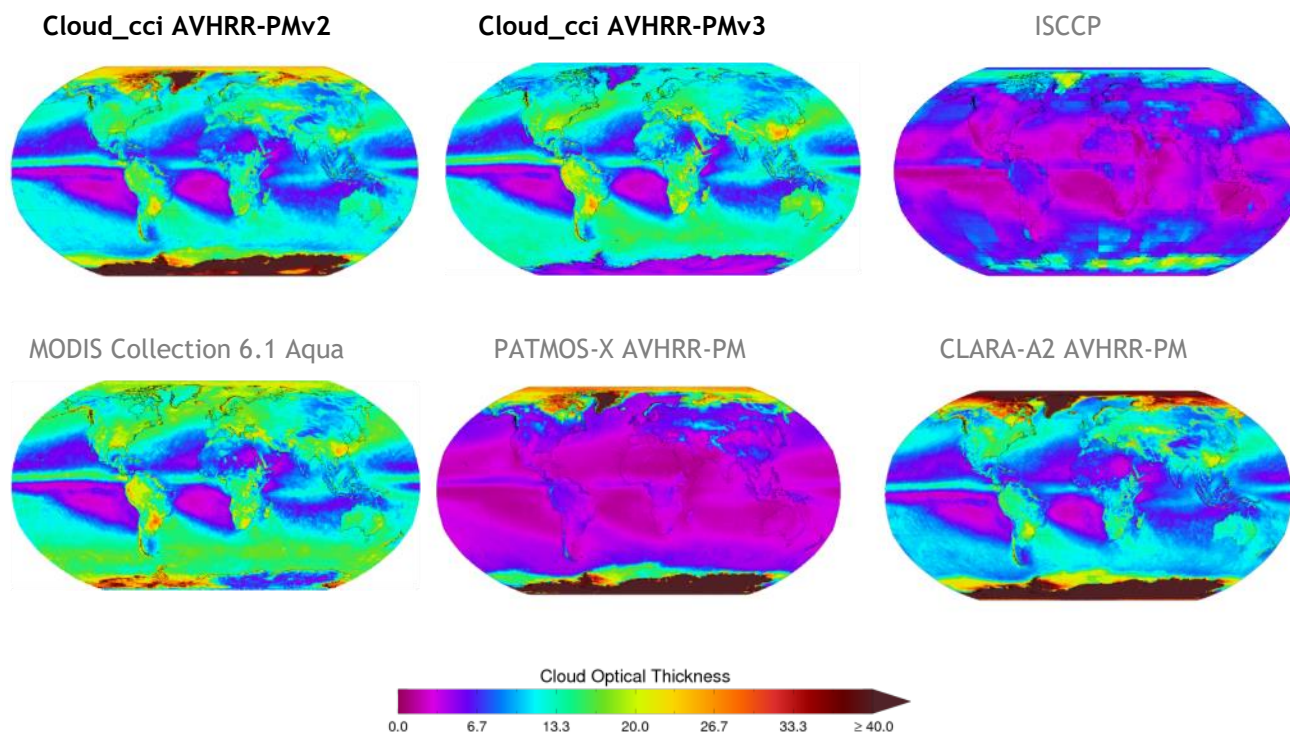 Cloud_cci AVHRR-PMv2
Cloud_cci AVHRR-PMv3
ISCCP
MODIS Collection 6.1 Aqua
PATMOS-X AVHRR-PM
CLARA-A2 AVHRR-PM
Cloud Optical Thickness
0.0 6.7 13.3 20.0 26.7 33.3 ≥ 40.0